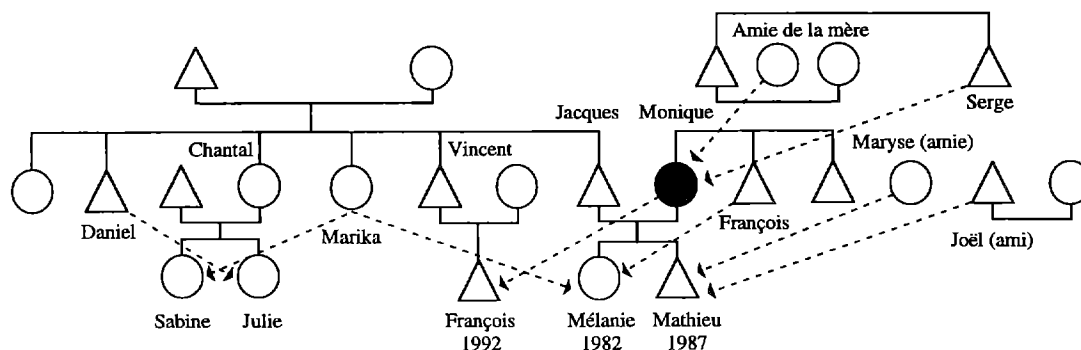 Amie de la mère
Jacques
Monique
Serge
Chantal
Vincent
Maryse (amie)
Daniel
Marika
François
Joël (ami)
Sabine
Julie
François
1992
Mélanie
1982
Mathieu
1987